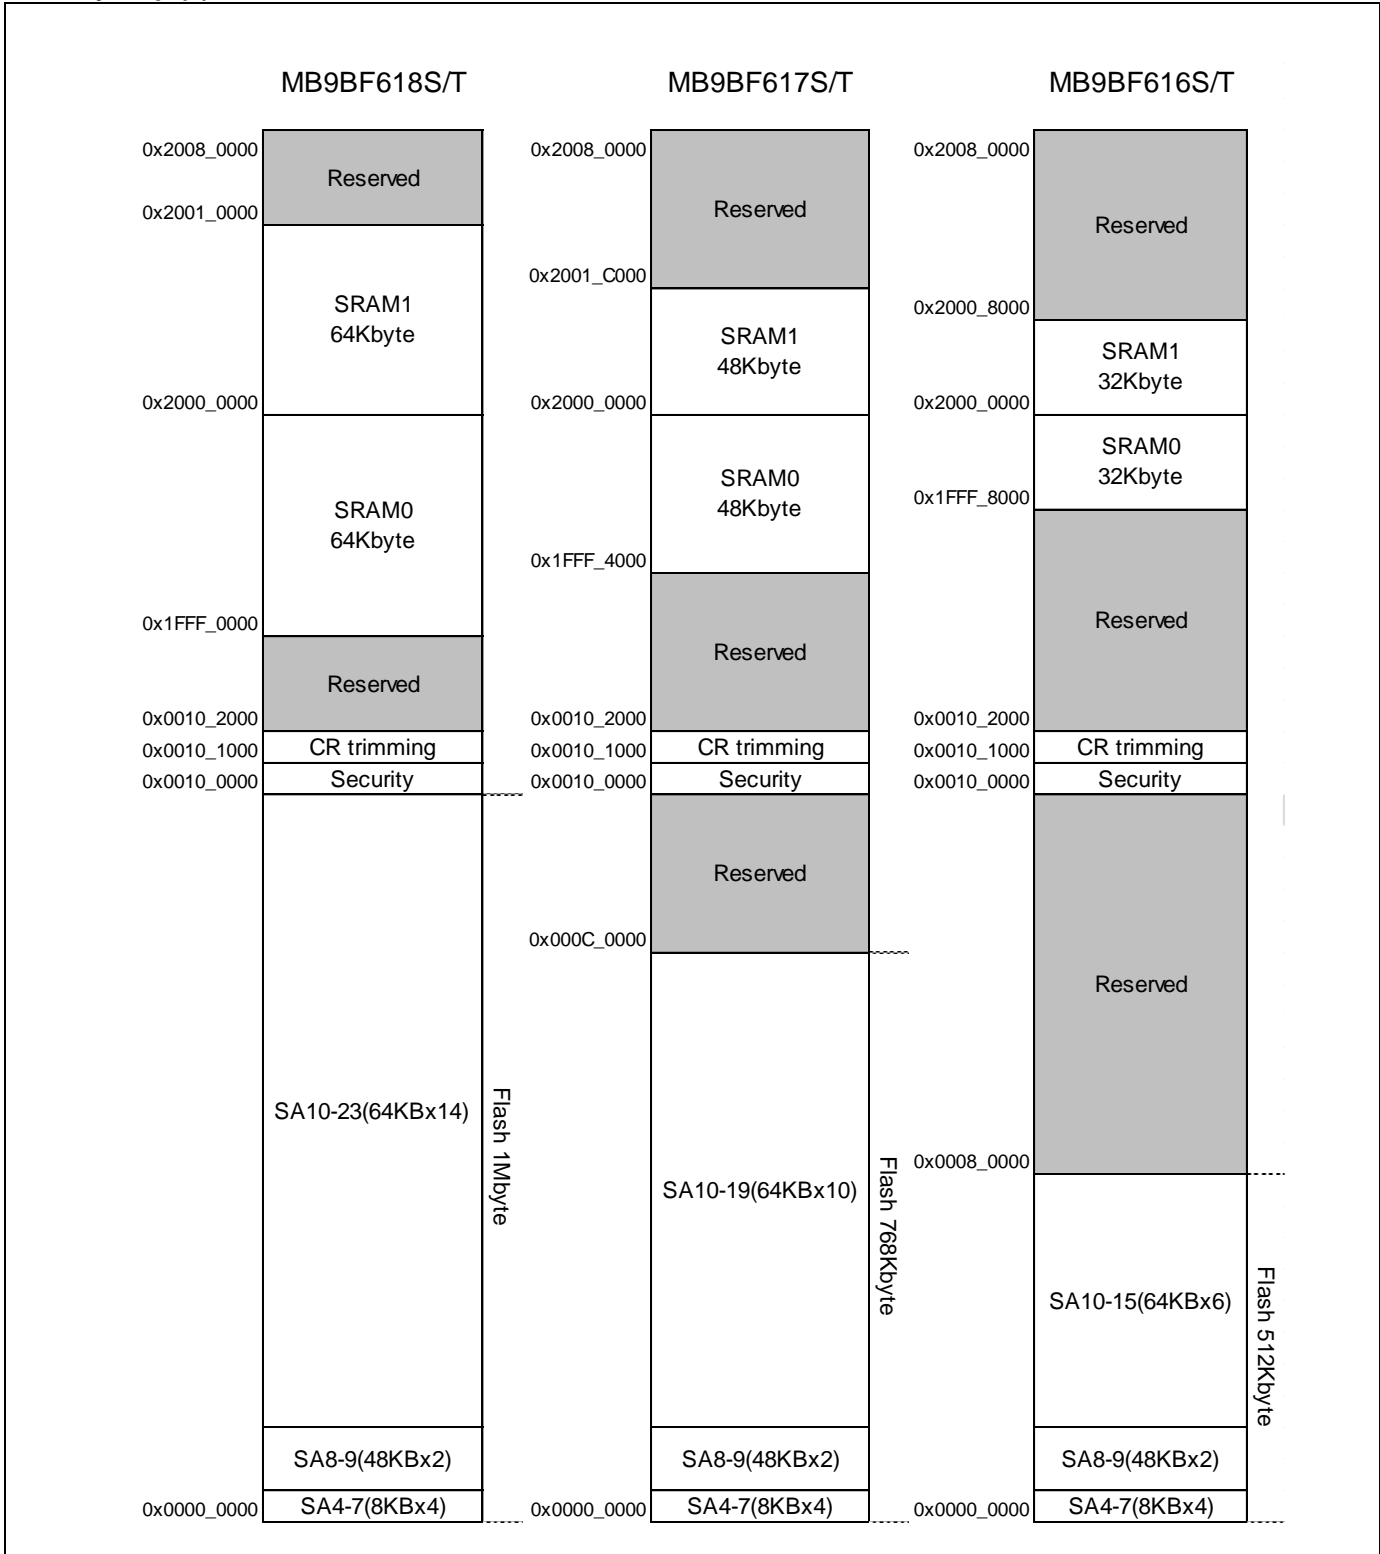 MB9BF618S/T
0x2008_0000
Reserved
0x2001_0000
SRAM1
64Kbyte
0x2000_0000
SRAM0
64Kbyte
0x1FFF_0000
Reserved
0x0010_2000
0x0010_1000 CR trimming
0x0010_0000 Security
SA10-23(64KBx14)
Flash 1Mbyte
SA8-9(48KBx2)
0x0000_0000 SA4-7(8KBx4)
MB9BF617S/T
0x2008_0000
Reserved
0x2001_C000
SRAM1
48Kbyte
0x2000_0000
SRAM0
48Kbyte
0x1FFF_4000
Reserved
0x0010_2000
0x0010_1000 CR trimming
0x0010_0000 Security
Reserved
0x000C_0000
SA10-19(64KBx10)
Flash 768Kbyte
SA8-9(48KBx2)
0x0000_0000 SA4-7(8KBx4)
MB9BF616S/T
0x2008_0000
Reserved
0x2000_8000
SRAM1
32Kbyte
0x2000_0000
SRAM0
32Kbyte
0x1FFF_8000
Reserved
0x0010_2000
0x0010_1000 CR trimming
0x0010_0000 Security
Reserved
0x0008_0000
SA10-15(64KBx6)
Flash 512Kbyte
SA8-9(48KBx2)
0x0000_0000 SA4-7(8KBx4)